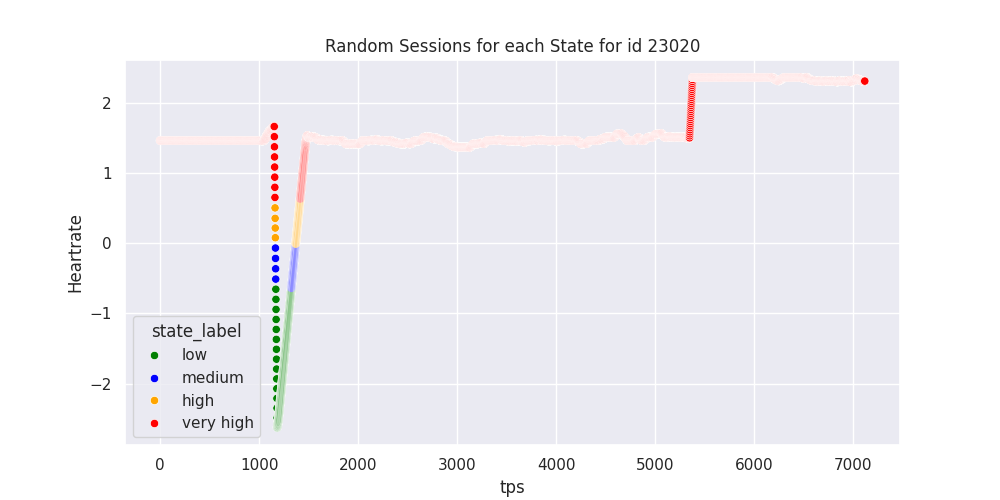 Random Sessions for each State for id 23020
Heartrate
2
1
0
−1
−2
state_label
low
medium
high
very high
0 1000 2000 3000 4000 5000 6000 7000
tps